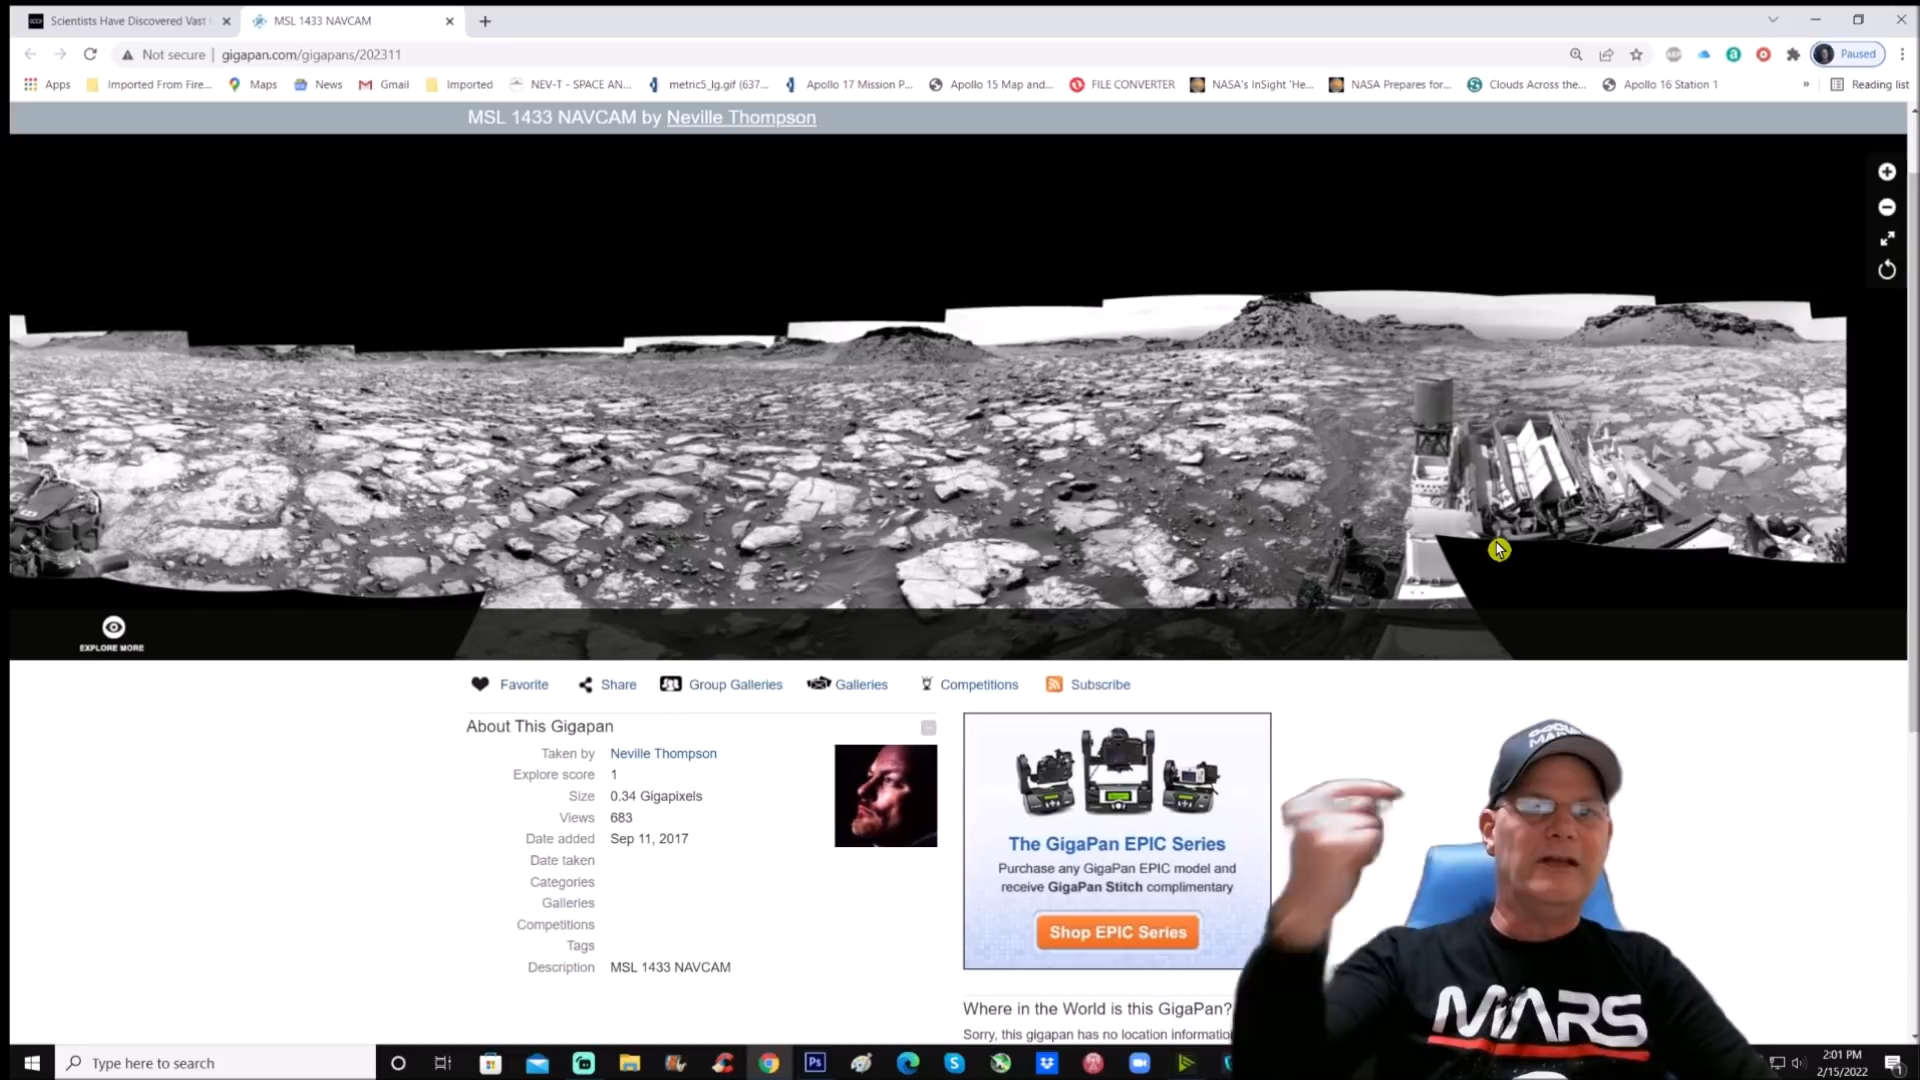 Scientists Have Discovered Vast
MSL 1433 NAVCAM
Not secure | gigapan.com/gigapans/202311
Paused
Apps
Imported From Fire...
Maps
News
Gmail
Imported
NEV-T - SPACE AN...
metric5_lg.gif (637...
Apollo 17 Mission P...
Apollo 15 Map and...
FILE CONVERTER
NASA's InSight 'He...
NASA Prepares for...
Clouds Across the...
Apollo 16 Station 1
»
Reading list
MSL 1433 NAVCAM by Neville Thompson
EXPLORE MORE
Favorite
Share
Group Galleries
Galleries
Competitions
Subscribe
About This Gigapan
Taken by Neville Thompson
Explore score 1
Size 0.34 Gigapixels
Views 683
Date added Sep 11, 2017
Date taken
Categories
Galleries
Competitions
Tags
Description MSL 1433 NAVCAM
The GigaPan EPIC Series
Purchase any GigaPan EPIC model and
receive GigaPan Stitch complimentary
Shop EPIC Series
Where in the World is this GigaPan?
Sorry, this gigapan has no location informatio
MARS
Type here to search
Ps
2:01 PM
2/15/2022